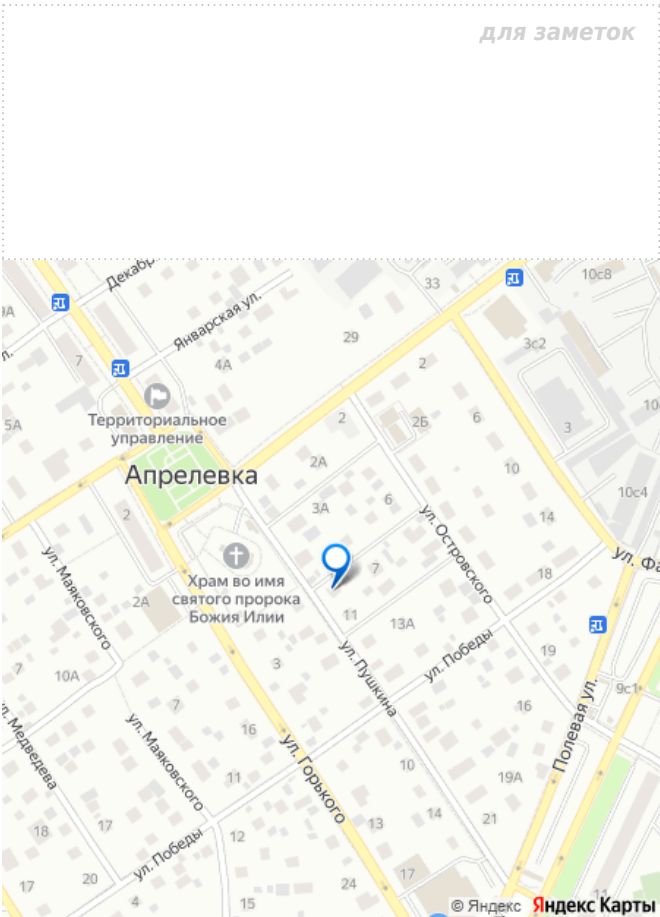 для заметок
Декабр
10с8
33
9А
Январская ул.
29
3с2
7
4А
2
ул.
Территориальное
управление
5А
2
2Б
6
3
10
Апрелевка
2А
10
10с4
2
3А
6
14
ул. Островского
ул. Фа
ул. Маяковского
Храм во имя
святого пророка
Божия Илии
7
18
2А
11
13А
ул. Победы
19
7
10А
3
ул. Пушкина
9с1
7
16
16
Полевая ул.
ул. Медведева
ул. Маяковского
ул. Горького
11
10
19А
18
17
12
13
14
21
ул. Победы
17
20
4
15
24
17
11
© Яндекс Яндекс Карты